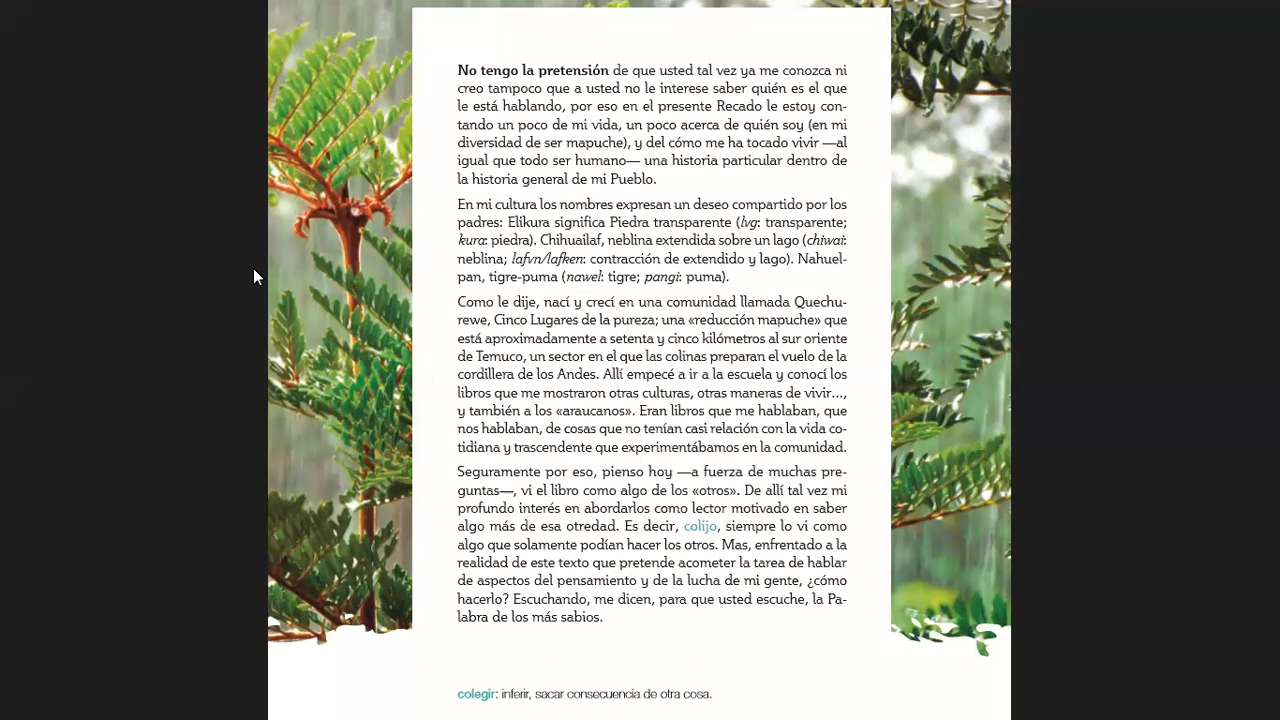 No tengo la pretensión de que usted tal vez ya me conozca ni
creo tampoco que a usted no le interese saber quién es el que
le está hablando, por eso en el presente Recado le estoy con-
tando un poco de mi vida, un poco acerca de quién soy (en mi
diversidad de ser mapuche), y del cómo me ha tocado vivir —al
igual que todo ser humano— una historia particular dentro de
la historia general de mi Pueblo.
En mi cultura los nombres expresan un deseo compartido por los
padres: Elikura significa Piedra transparente (lvg: transparente;
kura: piedra). Chihuailaf, neblina extendida sobre un lago (chiwai:
neblina; lafvn/lafken: contracción de extendido y lago). Nahuel-
pan, tigre-puma (nawel: tigre; pangi: puma).
Como le dije, nací y crecí en una comunidad llamada Quechu-
rewe, Cinco Lugares de la pureza; una «reducción mapuche» que
está aproximadamente a setenta y cinco kilómetros al sur oriente
de Temuco, un sector en el que las colinas preparan el vuelo de la
cordillera de los Andes. Allí empecé a ir a la escuela y conocí los
libros que me mostraron otras culturas, otras maneras de vivir...,
y también a los «araucanos». Eran libros que me hablaban, que
nos hablaban, de cosas que no tenían casi relación con la vida co-
tidiana y trascendente que experimentábamos en la comunidad.
Seguramente por eso, pienso hoy —a fuerza de muchas pre-
guntas—, vi el libro como algo de los «otros». De allí tal vez mi
profundo interés en abordarlos como lector motivado en saber
algo más de esa otredad. Es decir, colijo, siempre lo vi como
algo que solamente podían hacer los otros. Mas, enfrentado a la
realidad de este texto que pretende acometer la tarea de hablar
de aspectos del pensamiento y de la lucha de mi gente, ¿cómo
hacerlo? Escuchando, me dicen, para que usted escuche, la Pa-
labra de los más sabios.
colegir: inferir, sacar consecuencia de otra cosa.